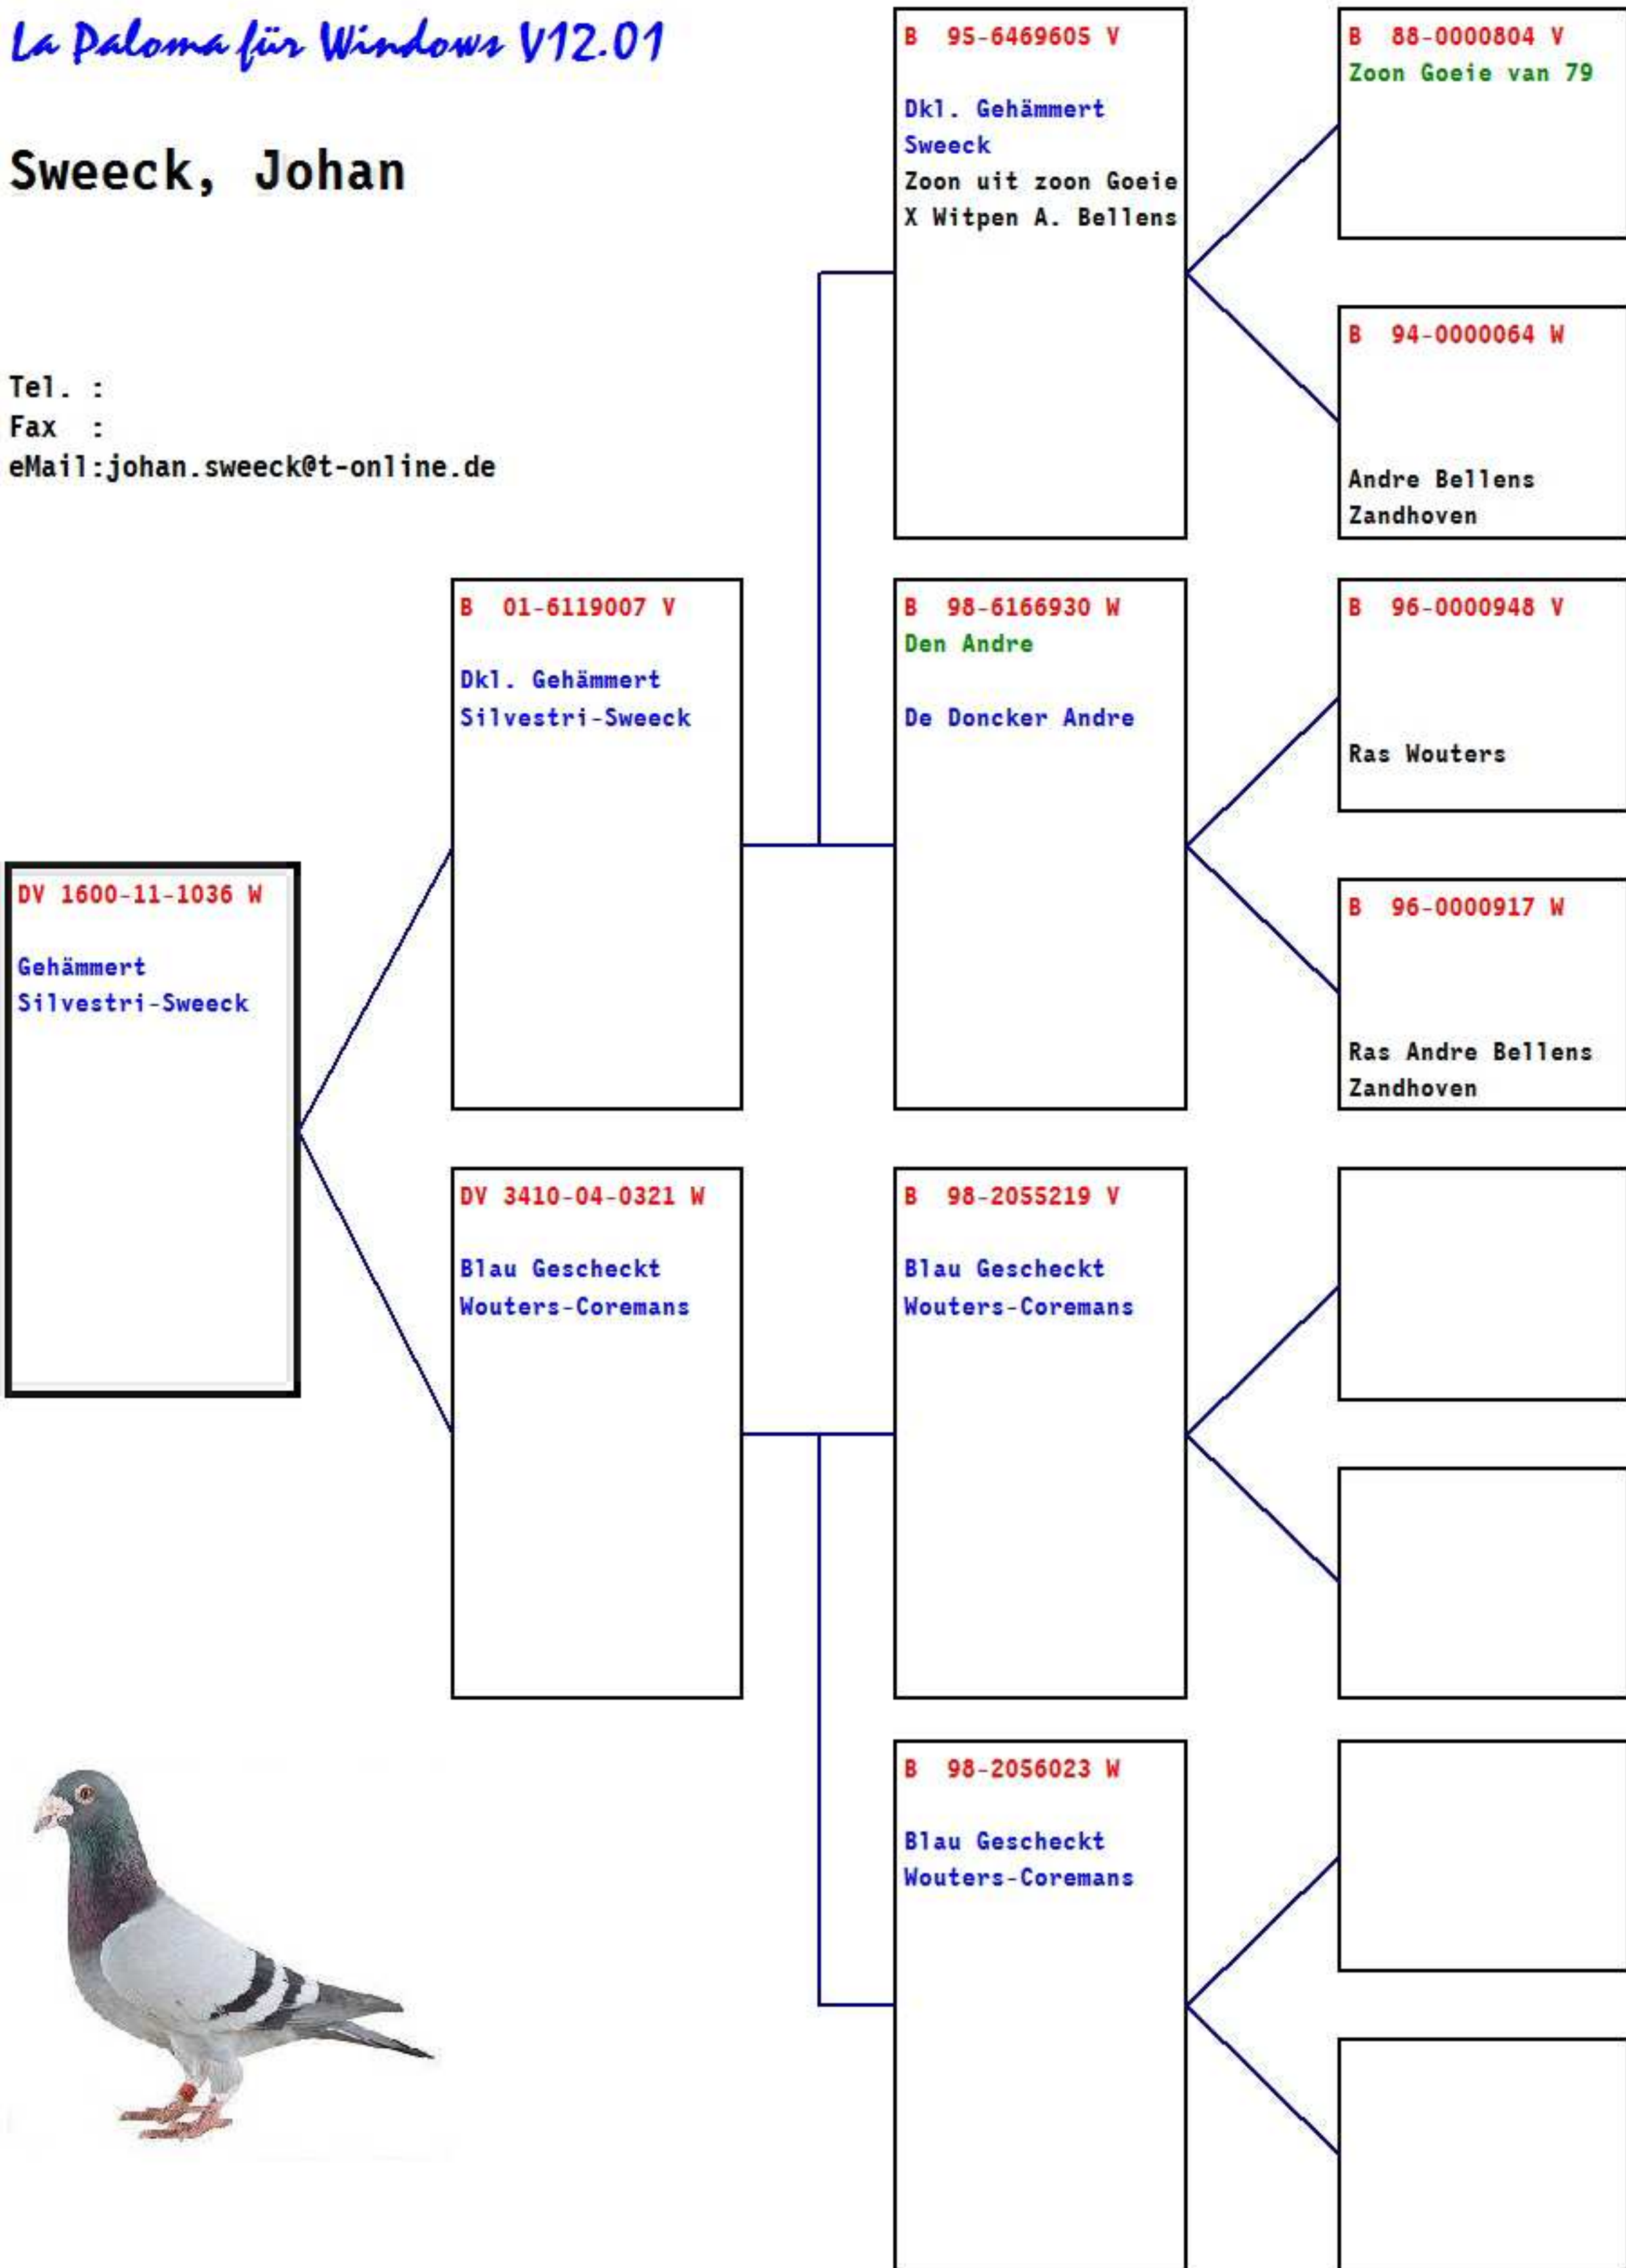 La Paloma für Windows V12.01
Sweeck, Johan
Tel. :
Fax  :
eMail:johan.sweeck@t-online.de
DV 1600-11-1036 W
Gehämmert
Silvestri-Sweeck
B  01-6119007 V
Dkl. Gehämmert
Silvestri-Sweeck
DV 3410-04-0321 W
Blau Gescheckt
Wouters-Coremans
B  95-6469605 V
Dkl. Gehämmert
Sweeck
Zoon uit zoon Goeie
X Witpen A. Bellens
B  98-6166930 W
Den Andre
De Doncker Andre
B  98-2055219 V
Blau Gescheckt
Wouters-Coremans
B  98-2056023 W
Blau Gescheckt
Wouters-Coremans
B  88-0000804 V
Zoon Goeie van 79
B  94-0000064 W
Andre Bellens
Zandhoven
B  96-0000948 V
Ras Wouters
B  96-0000917 W
Ras Andre Bellens
Zandhoven